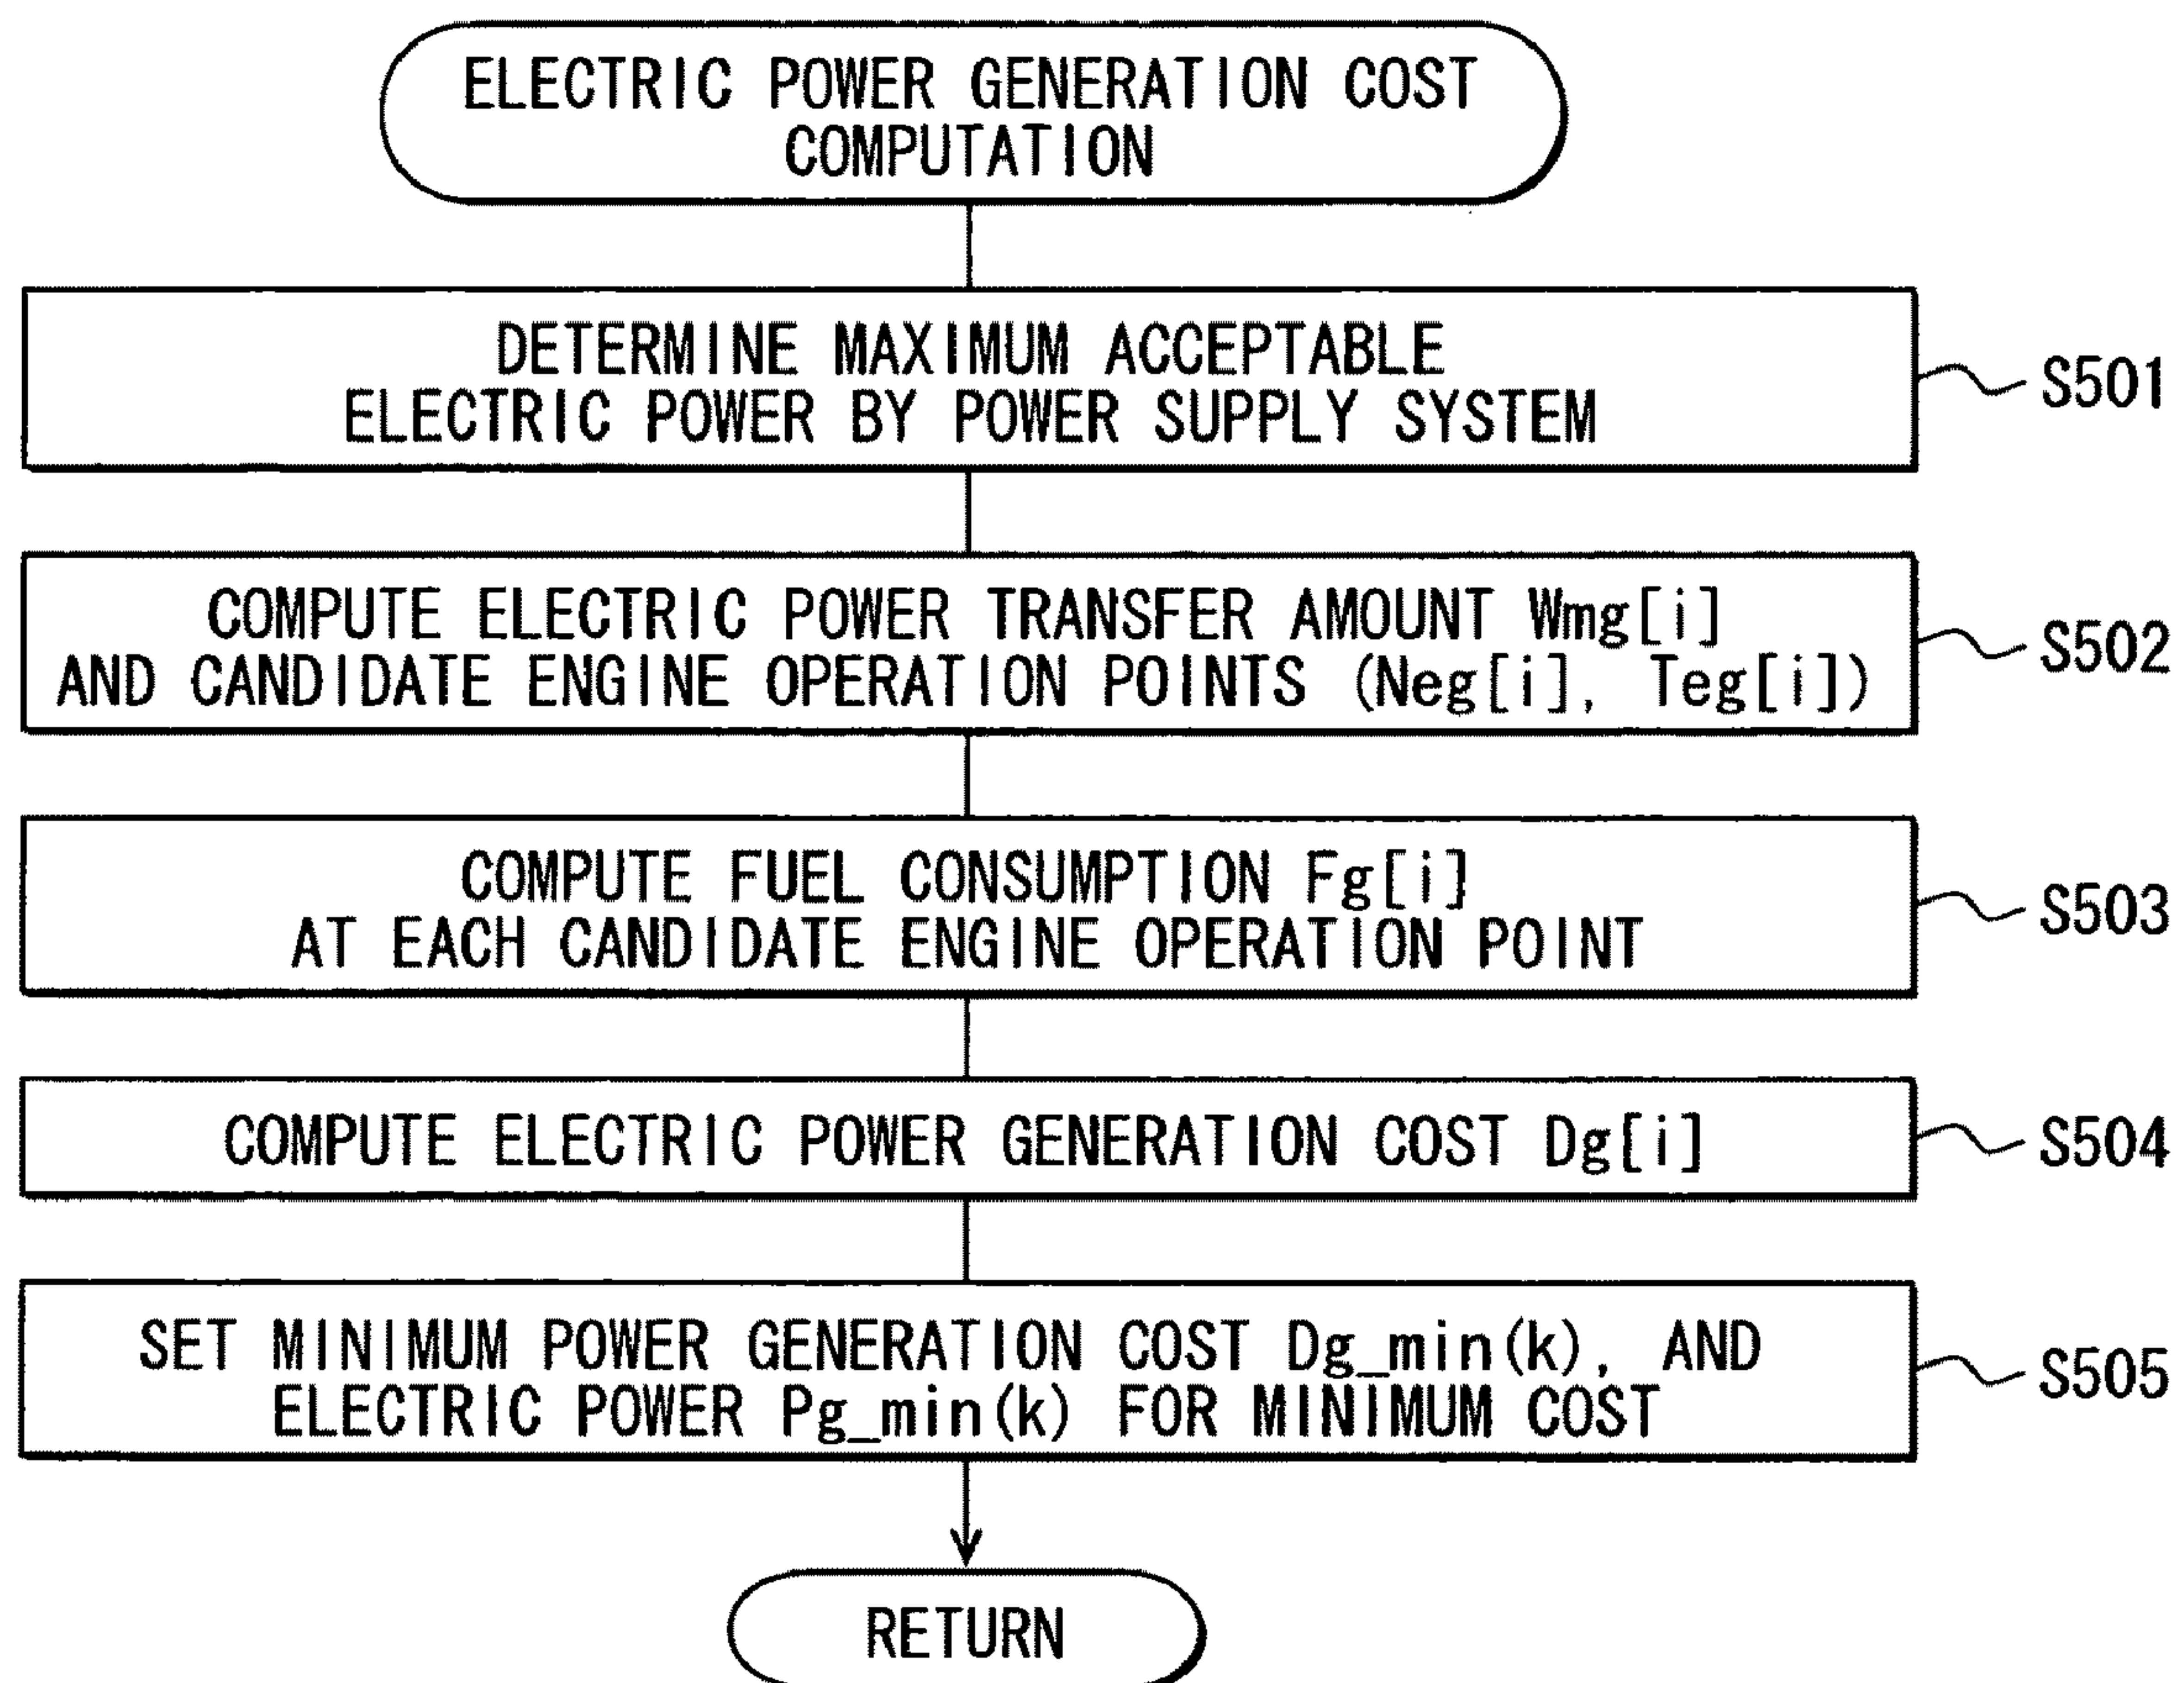 ELECTRIC POWER GENERATION COST
COMPUTATION
DETERMINE MAXIMUM ACCEPTABLE
ELECTRIC POWER BY POWER SUPPLY SYSTEM
S501
COMPUTE ELECTRIC POWER TRANSFER AMOUNT Wmg[i]
AND CANDIDATE ENGINE OPERATION POINTS (Neg[i], Teg[i])
S502
COMPUTE FUEL CONSUMPTION Fg[i]
AT EACH CANDIDATE ENGINE OPERATION POINT
S503
COMPUTE ELECTRIC POWER GENERATION COST Dg[i]
S504
SET MINIMUM POWER GENERATION COST Dg_min(k), AND
ELECTRIC POWER Pg_min(k) FOR MINIMUM COST
S505
RETURN